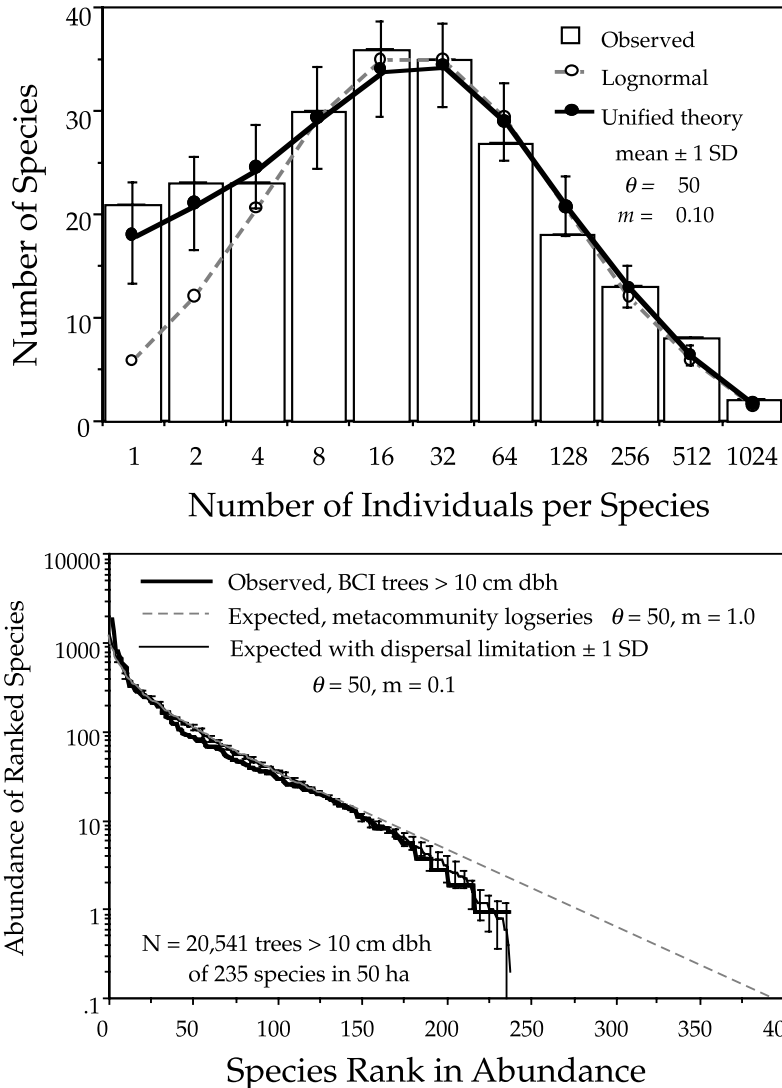 40
30
20
10
0
Number of Species
Observed
Lognormal
Unified theory
mean ± 1 SD
θ = 50
m = 0.10
1 2 4 8 16 32 64 128 256 512 1024
Number of Individuals per Species
10000
1000
100
10
1
.1
Abundance of Ranked Species
Observed, BCI trees > 10 cm dbh
Expected, metacommunity logseries θ = 50, m = 1.0
Expected with dispersal limitation ± 1 SD
θ = 50, m = 0.1
N = 20,541 trees > 10 cm dbh
of 235 species in 50 ha
0 50 100 150 200 250 300 350 40
Species Rank in Abundance